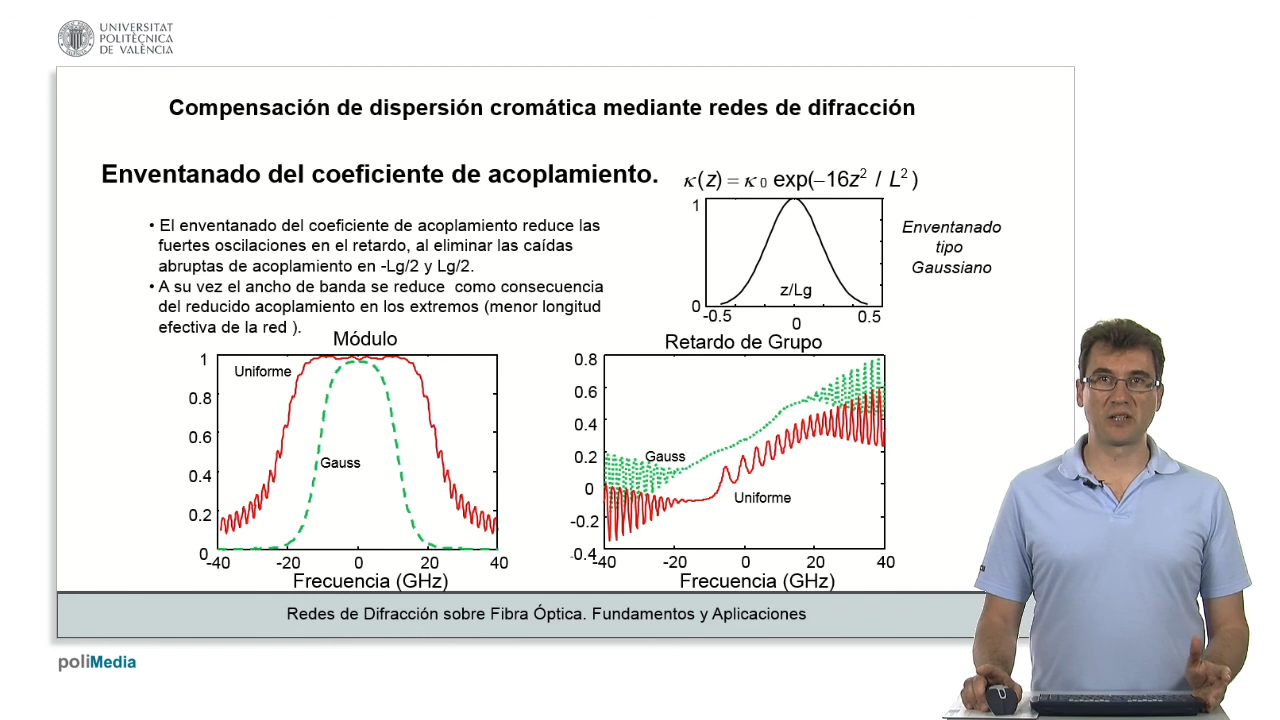 UNIVERSITAT
POLITÈCNICA
DE VALÈNCIA
Compensación de dispersión cromática mediante redes de difracción
Enventanado del coeficiente de acoplamiento.
κ(z) = κ 0 exp(−16z² / L²)
• El enventanado del coeficiente de acoplamiento reduce las
fuertes oscilaciones en el retardo, al eliminar las caídas
abruptas de acoplamiento en -Lg/2 y Lg/2.
• A su vez el ancho de banda se reduce como consecuencia
del reducido acoplamiento en los extremos (menor longitud
efectiva de la red ).
1
0
z/Lg
-0.5
0
0.5
Enventanado
tipo
Gaussiano
Módulo
1
0.8
0.6
0.4
0.2
0
Uniforme
Gauss
-40
-20
0
20
40
Frecuencia (GHz)
Retardo de Grupo
0.8
0.6
0.4
0.2
0
-0.2
-0.4
Gauss
Uniforme
-40
-20
0
20
40
Frecuencia (GHz)
Redes de Difracción sobre Fibra Óptica. Fundamentos y Aplicaciones
poliMedia